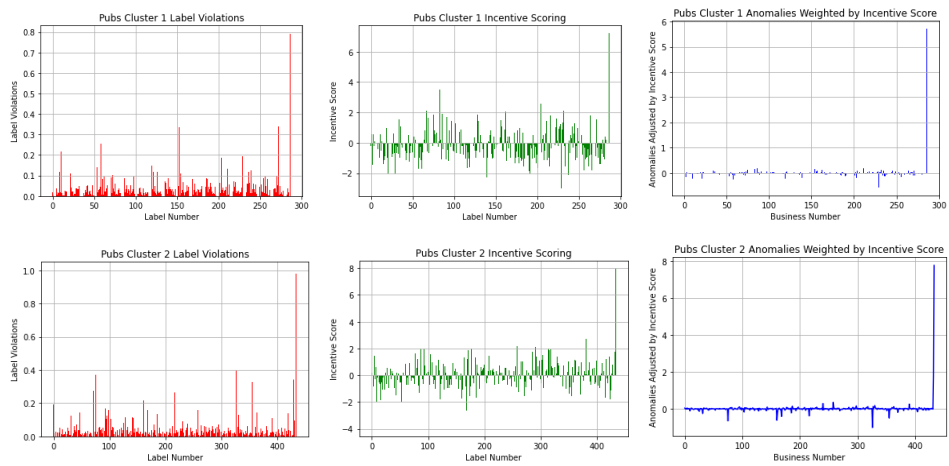 Pubs Cluster 1 Label Violations
Label Violations
0.8
0.7
0.6
0.5
0.4
0.3
0.2
0.1
0.0
0 50 100 150 200 250 300
Label Number
Pubs Cluster 1 Incentive Scoring
Incentive Score
6
4
2
0
−2
0 50 100 150 200 250 300
Label Number
Pubs Cluster 1 Anomalies Weighted by Incentive Score
Anomalies Adjusted by Incentive Score
6
5
4
3
2
1
0
0 50 100 150 200 250 300
Business Number
Pubs Cluster 2 Label Violations
Label Violations
1.0
0.8
0.6
0.4
0.2
0.0
0 100 200 300 400
Label Number
Pubs Cluster 2 Incentive Scoring
Incentive Score
8
6
4
2
0
−2
−4
0 100 200 300 400
Label Number
Pubs Cluster 2 Anomalies Weighted by Incentive Score
Anomalies Adjusted by Incentive Score
8
6
4
2
0
0 100 200 300 400
Business Number